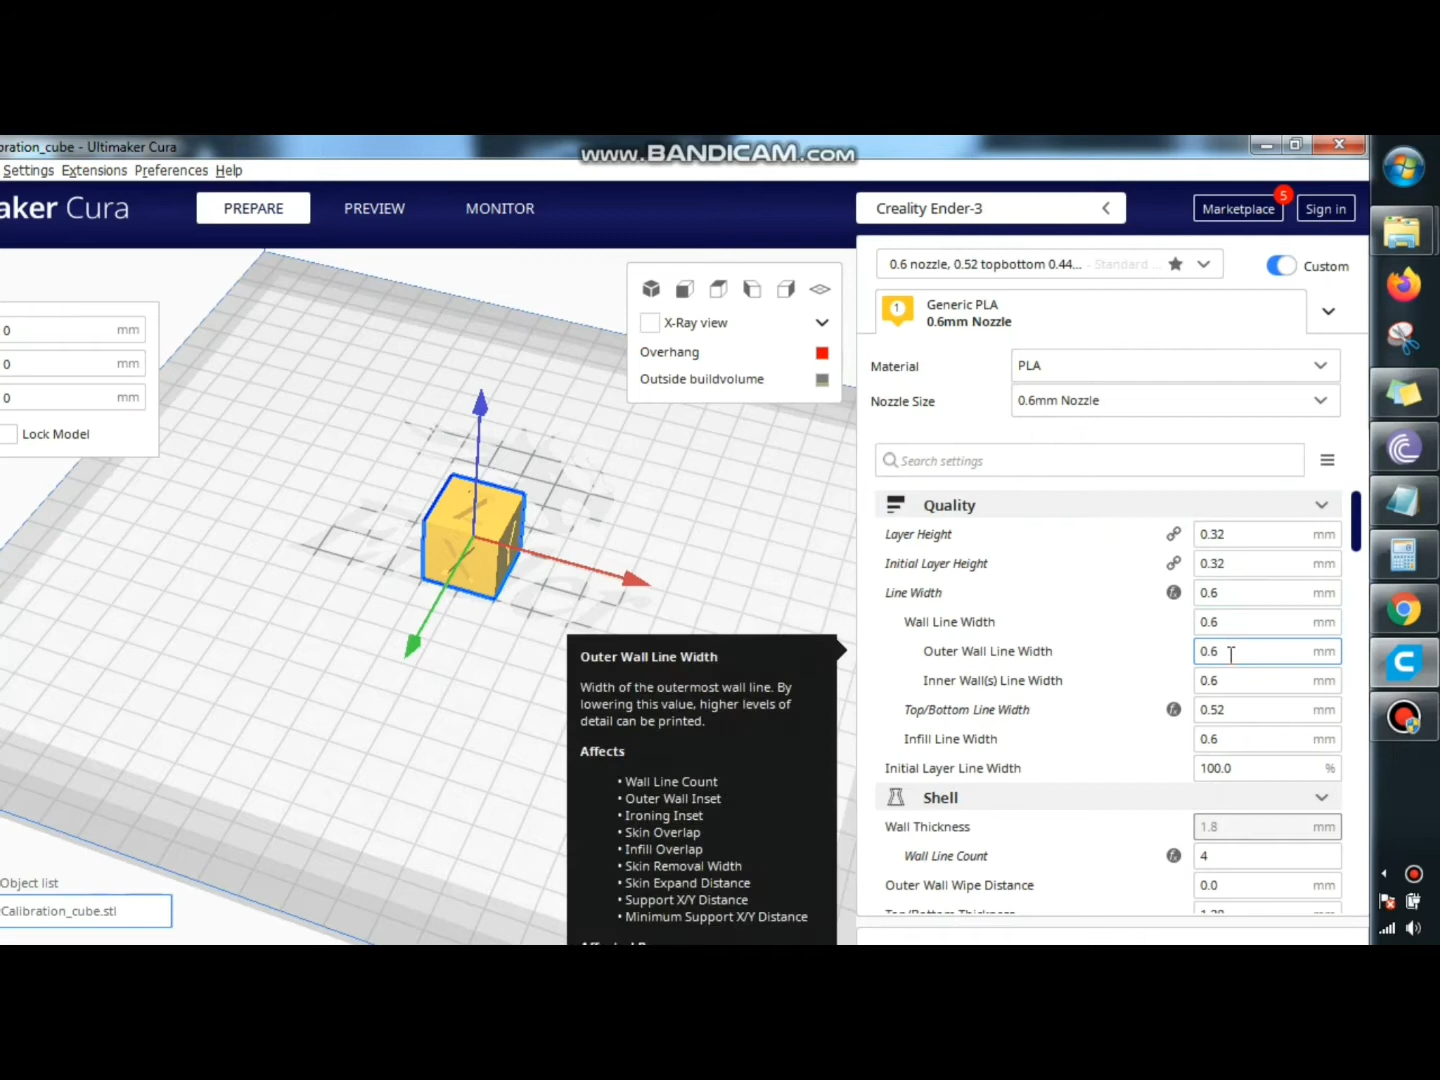 bration_cube - Ultimaker Cura
www.BANDICAM.com
Settings Extensions Preferences Help
aker Cura
PREPARE
PREVIEW
MONITOR
Creality Ender-3
Marketplace
5
Sign in
0.6 nozzle, 0.52 topbottom 0.44... - Standard ...
Custom
1
Generic PLA
0.6mm Nozzle
Material
PLA
Nozzle Size
0.6mm Nozzle
Search settings
0 mm
0 mm
0 mm
Lock Model
X-Ray view
Overhang
Outside buildvolume
X
Quality
Layer Height 0.32 mm
Initial Layer Height 0.32 mm
Line Width 0.6 mm
Wall Line Width 0.6 mm
Outer Wall Line Width 0.6 mm
Inner Wall(s) Line Width 0.6 mm
Top/Bottom Line Width 0.52 mm
Infill Line Width 0.6 mm
Initial Layer Line Width 100.0 %
Shell
Wall Thickness 1.8 mm
Wall Line Count 4
Outer Wall Wipe Distance 0.0 mm
Top/Bottom Thickness 1.28 mm
Outer Wall Line Width
Width of the outermost wall line. By
lowering this value, higher levels of
detail can be printed.
Affects
• Wall Line Count
• Outer Wall Inset
• Ironing Inset
• Skin Overlap
• Infill Overlap
• Skin Removal Width
• Skin Expand Distance
• Support X/Y Distance
• Minimum Support X/Y Distance
Object list
Calibration_cube.stl